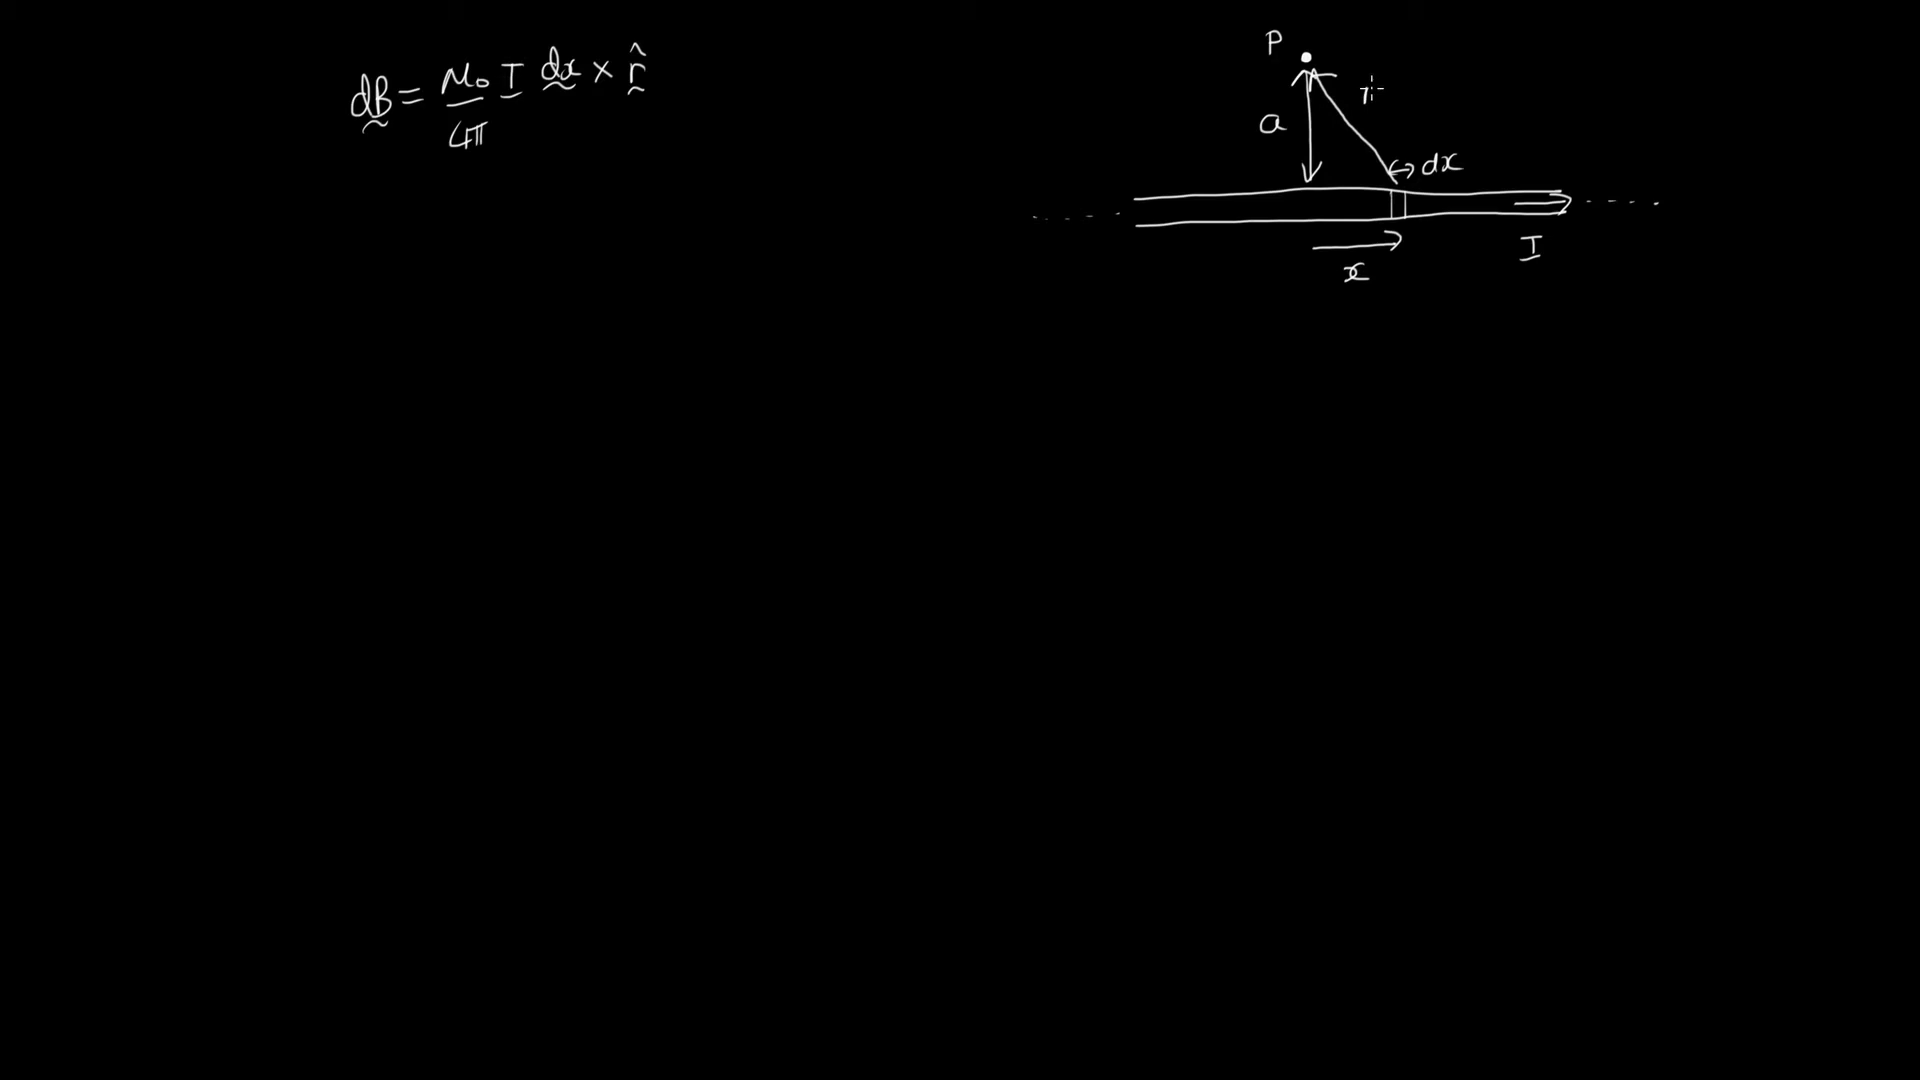 dB = μ₀/4π I dx × r̂
P
r
a
dx
I
x